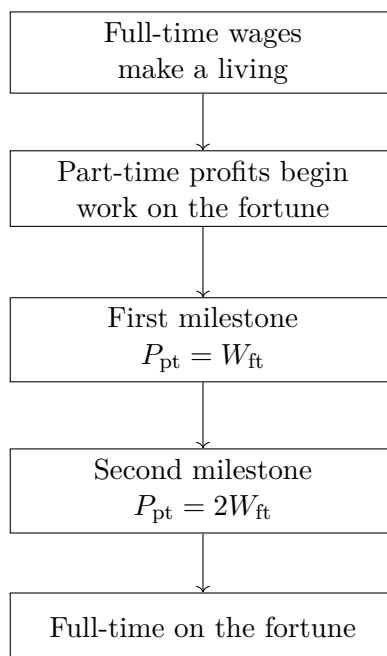 Full-time wages
make a living
Part-time profits begin
work on the fortune
First milestone
P_pt = W_ft
Second milestone
P_pt = 2W_ft
Full-time on the fortune